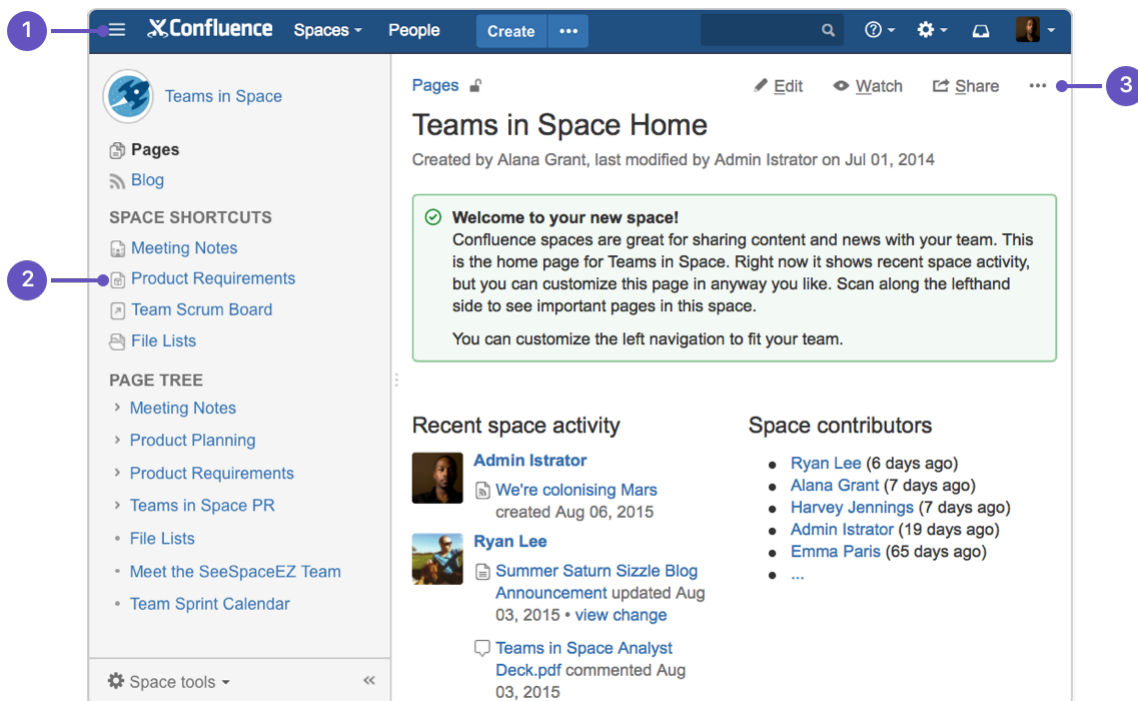 1
Confluence
Spaces
People
Create
•••
Teams in Space
Pages
Blog
SPACE SHORTCUTS
Meeting Notes
2
Product Requirements
Team Scrum Board
File Lists
PAGE TREE
Meeting Notes
Product Planning
Product Requirements
Teams in Space PR
File Lists
Meet the SeeSpaceEZ Team
Team Sprint Calendar
Space tools
Pages
Edit
Watch
Share
•••
3
Teams in Space Home
Created by Alana Grant, last modified by Admin Istrator on Jul 01, 2014
Welcome to your new space!
Confluence spaces are great for sharing content and news with your team. This
is the home page for Teams in Space. Right now it shows recent space activity,
but you can customize this page in anyway you like. Scan along the lefthand
side to see important pages in this space.
You can customize the left navigation to fit your team.
Recent space activity
Admin Istrator
We're colonising Mars
created Aug 06, 2015
Ryan Lee
Summer Saturn Sizzle Blog
Announcement updated Aug
03, 2015 • view change
Teams in Space Analyst
Deck.pdf commented Aug
03, 2015
Space contributors
• Ryan Lee (6 days ago)
• Alana Grant (7 days ago)
• Harvey Jennings (7 days ago)
• Admin Istrator (19 days ago)
• Emma Paris (65 days ago)
• ...